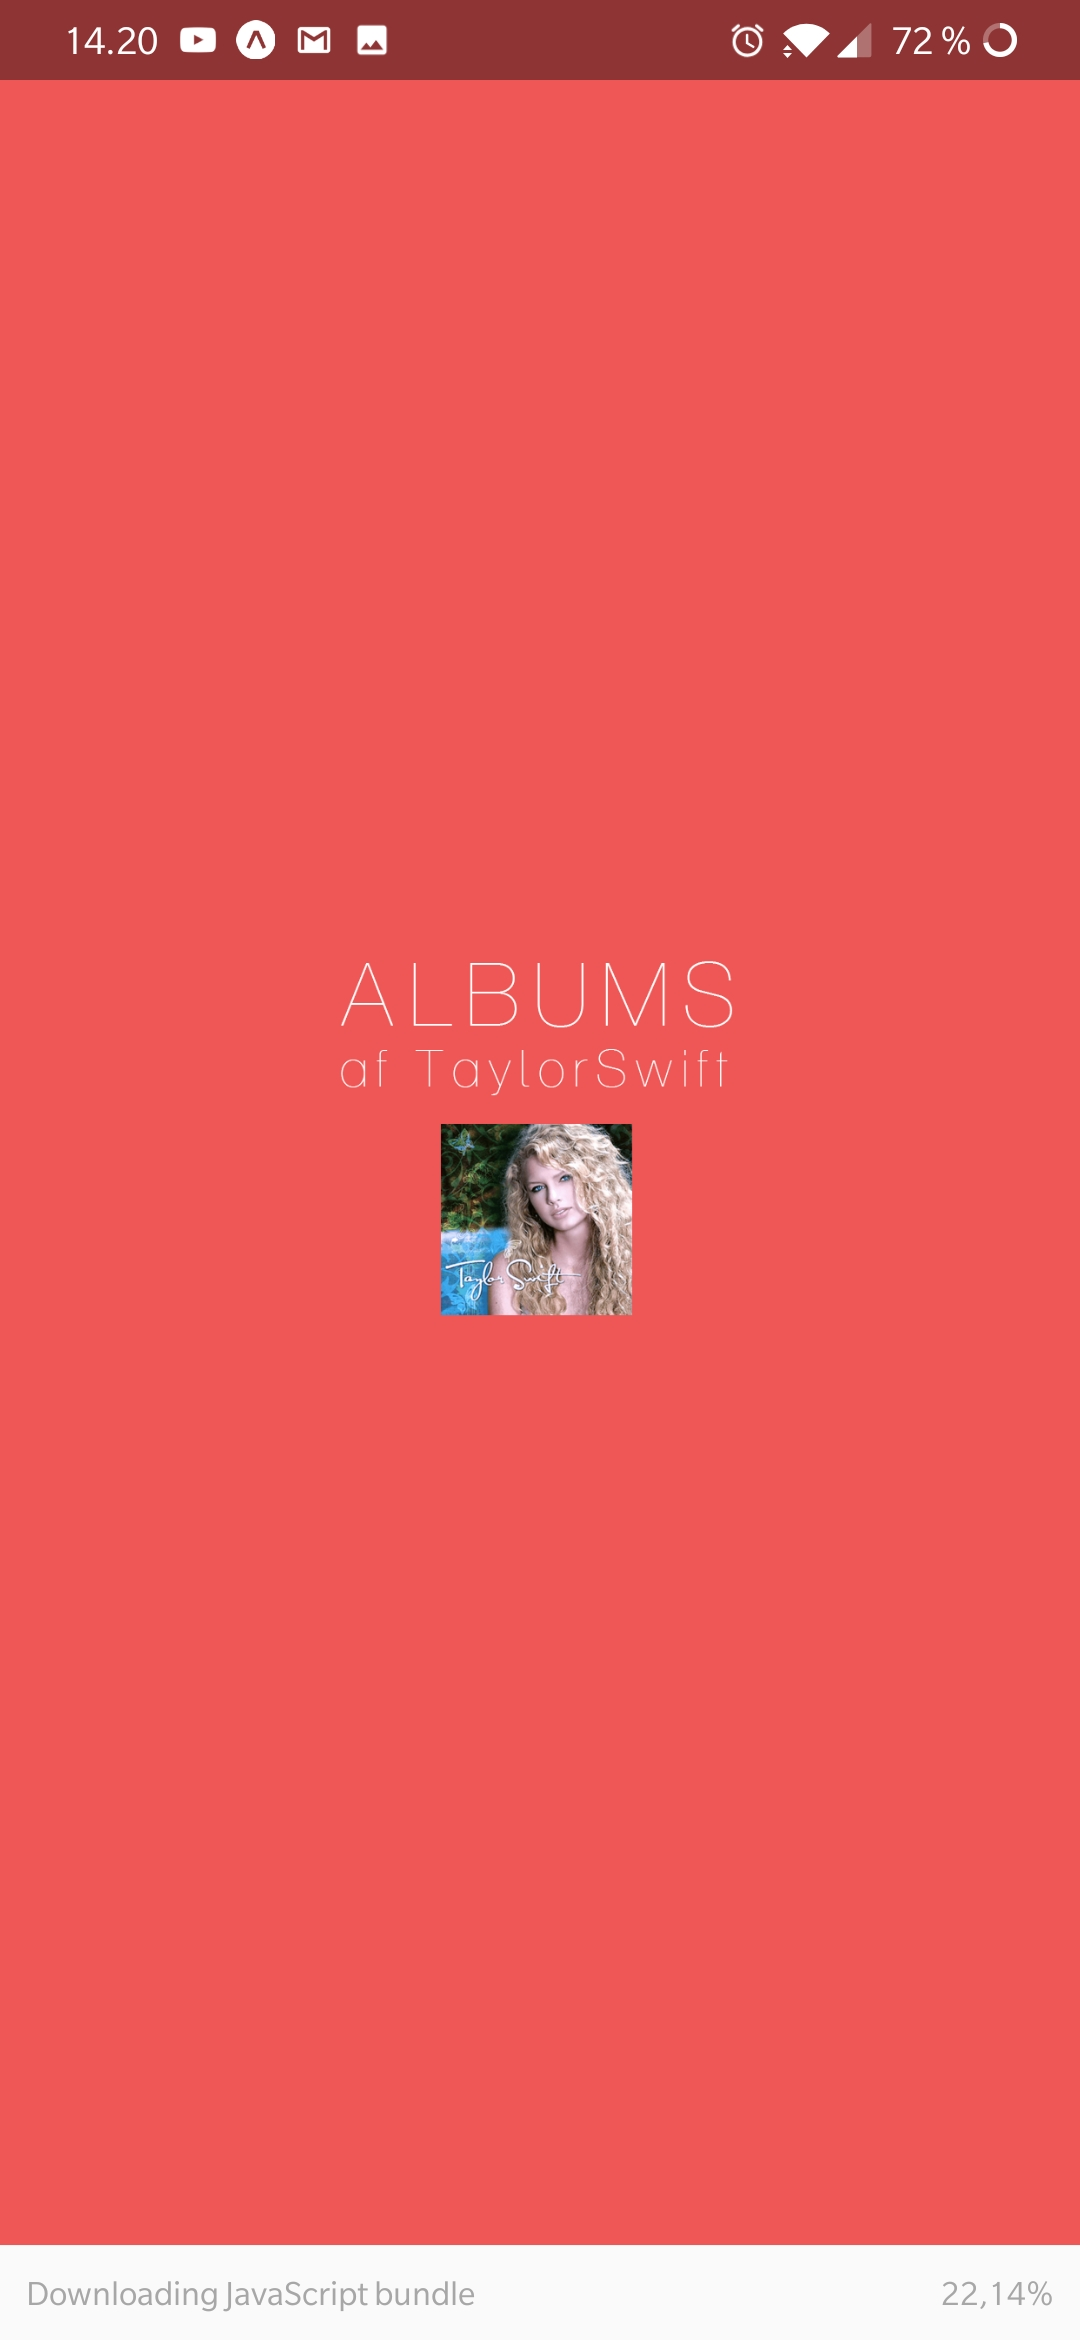 14.20
72 %
ALBUMS
af TaylorSwift
Taylor Swift
Downloading JavaScript bundle
22,14%